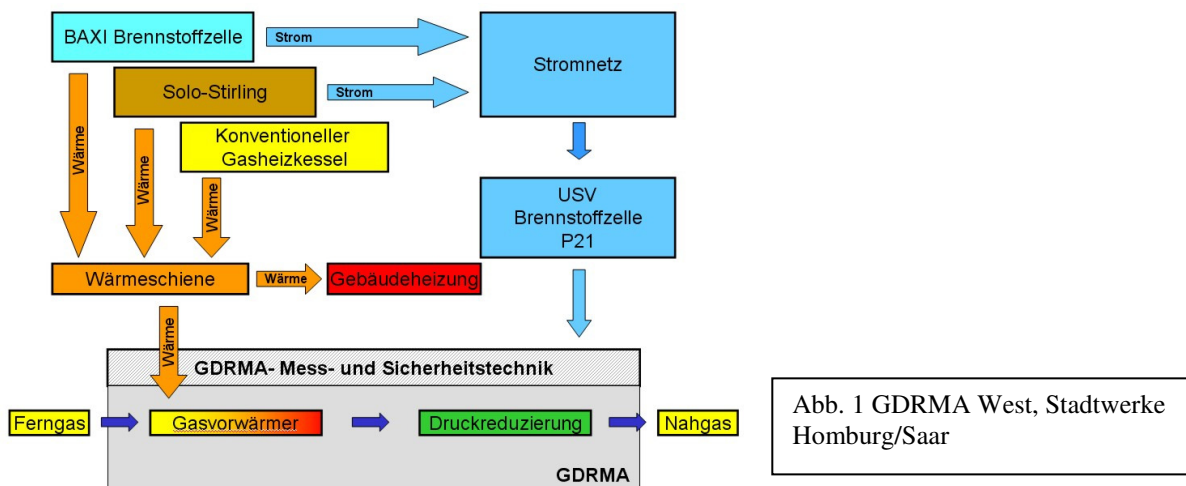 BAXI Brennstoffzelle
Strom
Stromnetz
Solo-Stirling
Strom
Konventioneller
Gasheizkessel
Wärme
Wärme
Wärme
USV
Brennstoffzelle
P21
Wärmeschiene
Wärme
Gebäudeheizung
Wärme
GDRMA- Mess- und Sicherheitstechnik
Ferngas
Gasvorwärmer
Druckreduzierung
Nahgas
GDRMA
Abb. 1 GDRMA West, Stadtwerke
Homburg/Saar